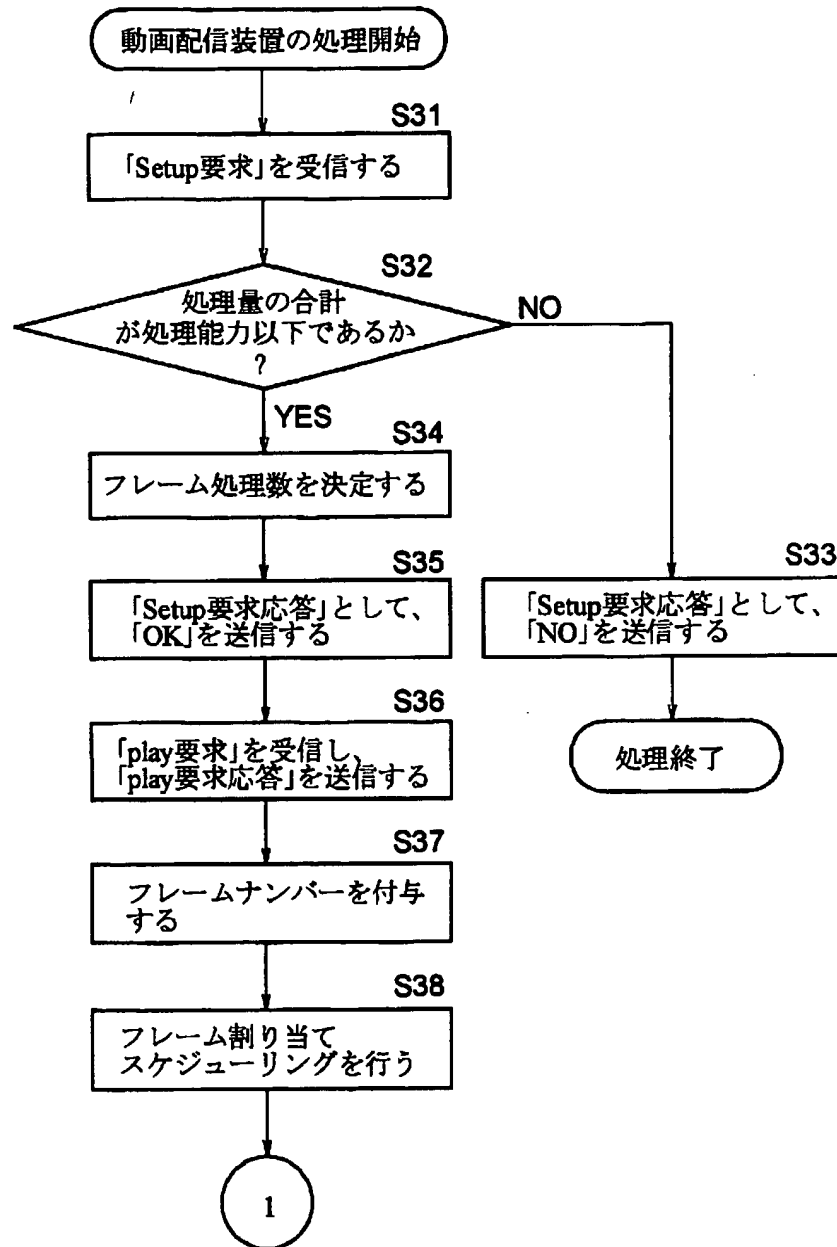 動画配信装置の処理開始
S31
「Setup要求」を受信する
S32
処理量の合計
が処理能力以下であるか
?
NO
YES
S34
フレーム処理数を決定する
S35
「Setup要求応答」として、
「OK」を送信する
S33
「Setup要求応答」として、
「NO」を送信する
S36
「play要求」を受信し、
「play要求応答」を送信する
処理終了
S37
フレームナンバーを付与
する
S38
フレーム割り当て
スケジューリングを行う
1